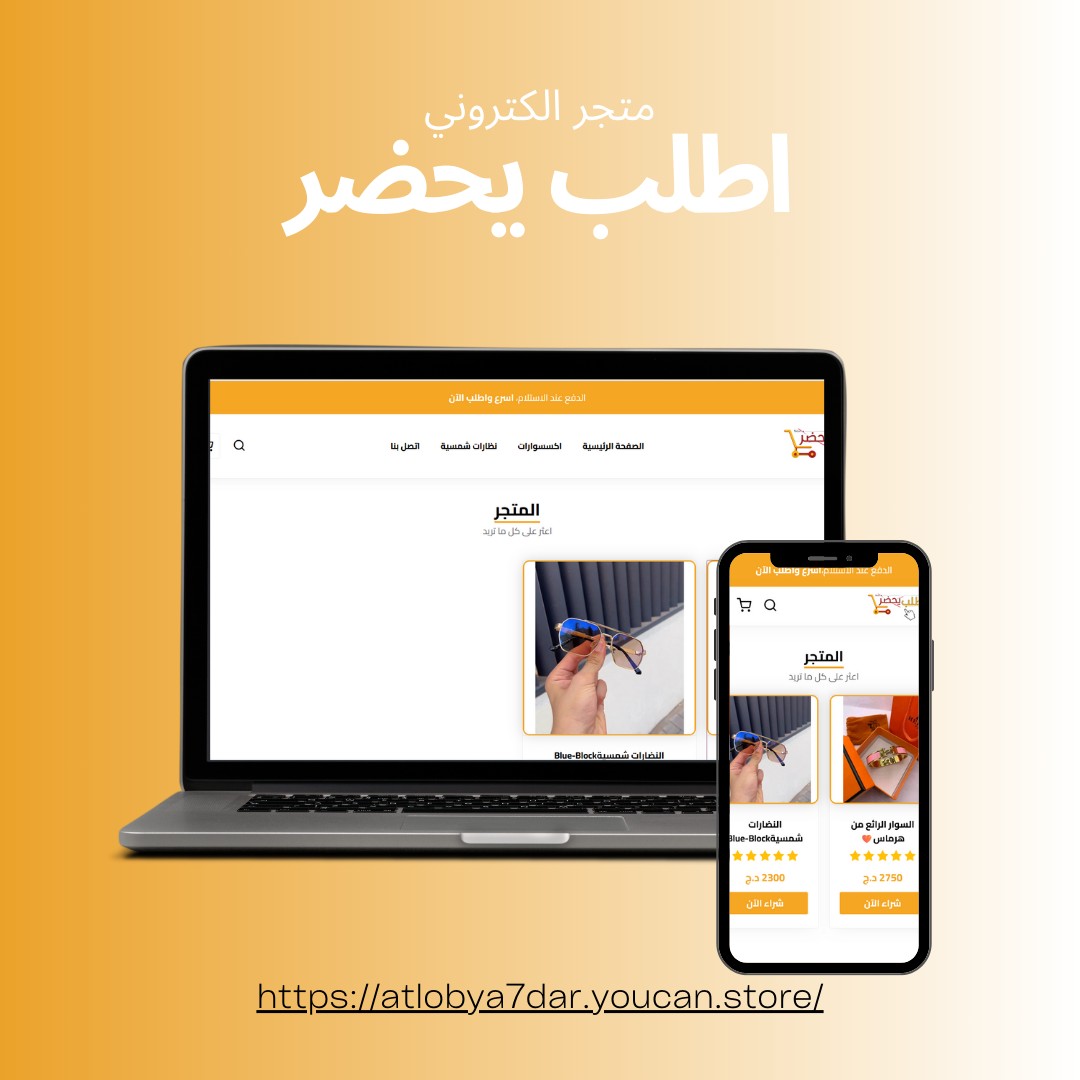 متجر الكتروني
اطلب يحضر
الدفع عند الاستلام. اسرع واطلب الآن
الصفحة الرئيسية اكسسوارات نظارات شمسية اتصل بنا
يحضر
المتجر
اعثر على كل ما تريد
النضارات شمسيةBlue-Block
الدفع عند الاستلام. اسرع واطلب الآن
يحضر
المتجر
اعثر على كل ما تريد
السوار الرائع من
هرماس
2750 د.ج
شراء الآن
النضارات
شمسيةBlue-Block
2300 د.ج
شراء الآن
https://atlobya7dar.youcan.store/